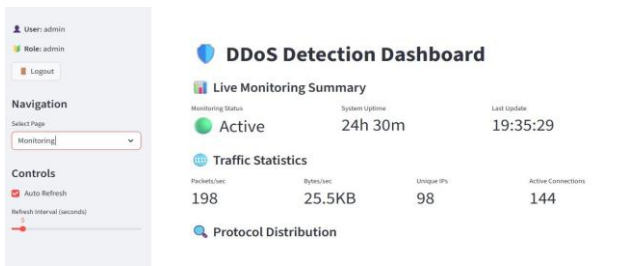 User: admin
Role: admin
Logout
Navigation
Select Page
Monitoring
Controls
Auto Refresh
Refresh Interval (seconds)
DDoS Detection Dashboard
Live Monitoring Summary
Monitoring Status System Uptime Last Update
Active 24h 30m 19:35:29
Traffic Statistics
Packets/sec Bytes/sec Unique IPs Active Connections
198 25.5KB 98 144
Protocol Distribution